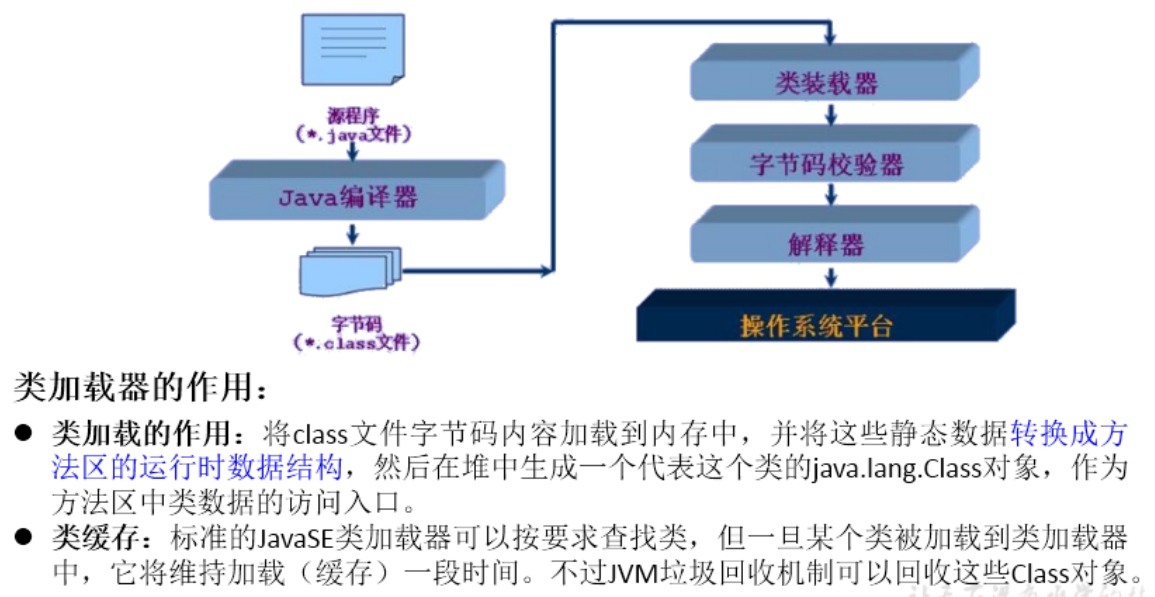 源程序
（*.java文件）
Java编译器
字节码
（*.class文件）
类装载器
字节码校验器
解释器
操作系统平台
类加载器的作用：
● 类加载的作用：将class文件字节码内容加载到内存中，并将这些静态数据转换成方
法区的运行时数据结构，然后在堆中生成一个代表这个类的java.lang.Class对象，作为
方法区中类数据的访问入口。
● 类缓存：标准的JavaSE类加载器可以按要求查找类，但一旦某个类被加载到类加载器
中，它将维持加载（缓存）一段时间。不过JVM垃圾回收机制可以回收这些Class对象。